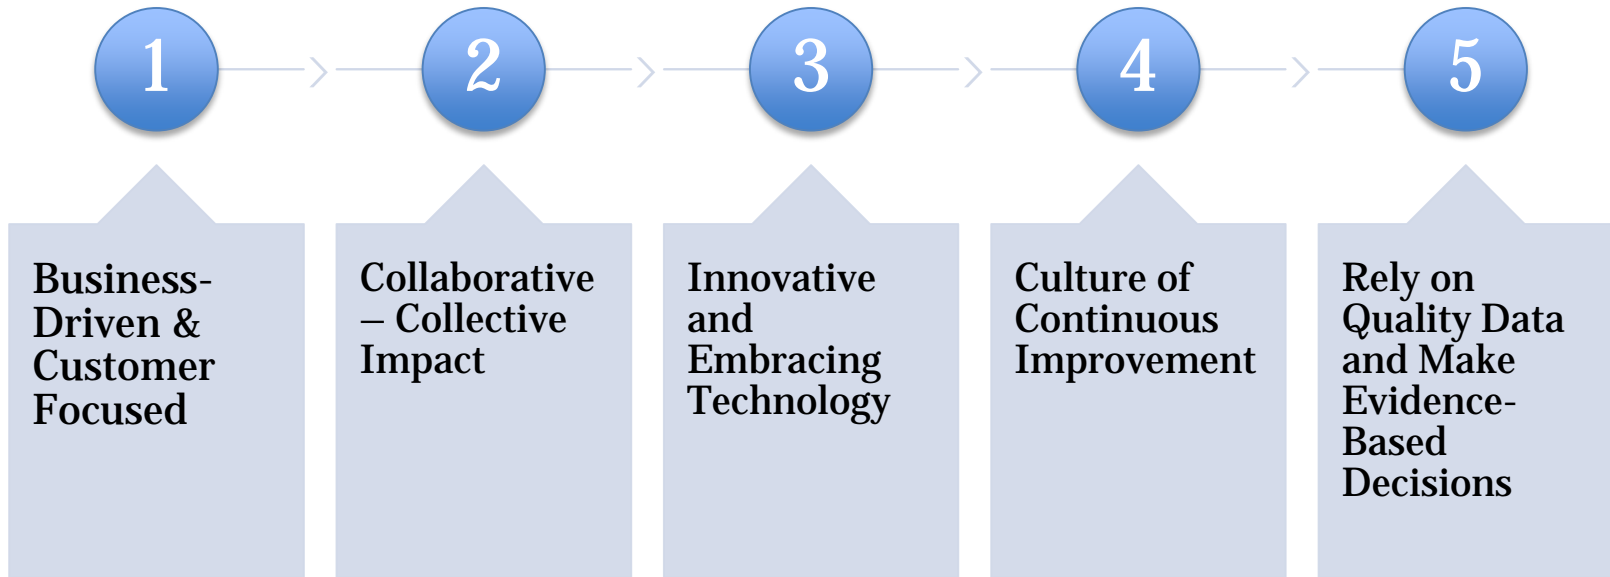 1
2
3
4
5
Business-
Driven &
Customer
Focused
Collaborative
– Collective
Impact
Innovative
and
Embracing
Technology
Culture of
Continuous
Improvement
Rely on
Quality Data
and Make
Evidence-
Based
Decisions